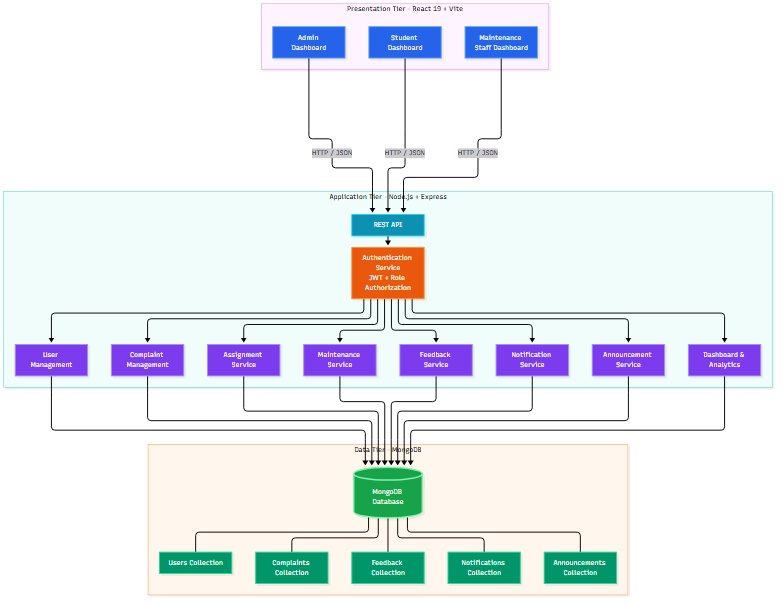 Presentation Tier · React 19 + Vite
Admin
Dashboard
Student
Dashboard
Maintenance
Staff Dashboard
HTTP / JSON
HTTP / JSON
HTTP / JSON
Application Tier · Node.js + Express
REST API
Authentication
Service
JWT + Role
Authorization
User
Management
Complaint
Management
Assignment
Service
Maintenance
Service
Feedback
Service
Notification
Service
Announcement
Service
Dashboard &
Analytics
Data Tier · MongoDB
MongoDB
Database
Users Collection
Complaints
Collection
Feedback
Collection
Notifications
Collection
Announcements
Collection